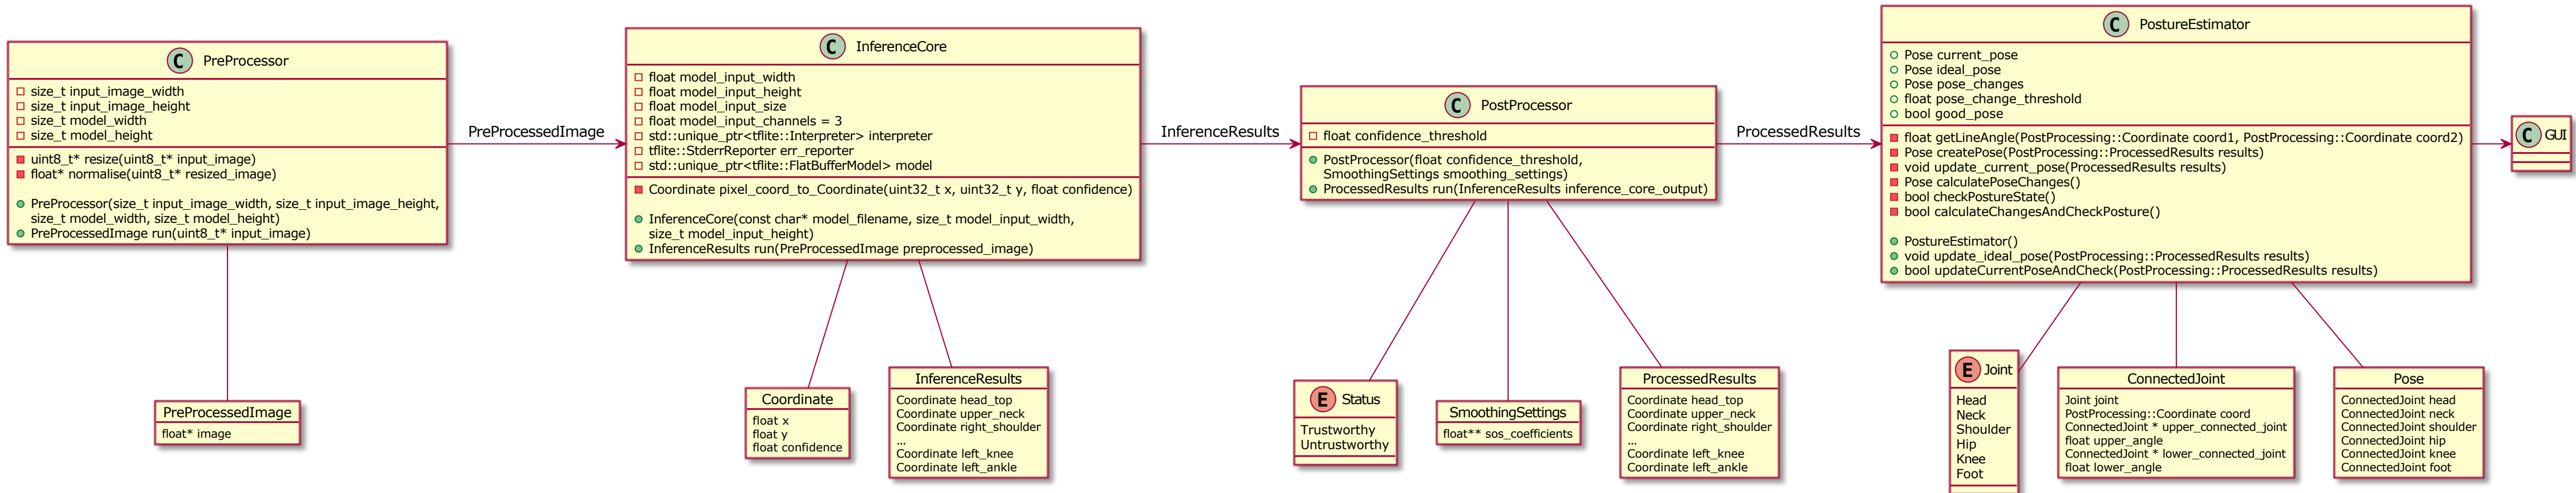 C PreProcessor
size_t input_image_width
size_t input_image_height
size_t model_width
size_t model_height
uint8_t* resize(uint8_t* input_image)
float* normalise(uint8_t* resized_image)
PreProcessor(size_t input_image_width, size_t input_image_height,
size_t model_width, size_t model_height)
PreProcessedImage run(uint8_t* input_image)
PreProcessedImage
C InferenceCore
float model_input_width
float model_input_height
float model_input_size
float model_input_channels = 3
std::unique_ptr<tflite::Interpreter> interpreter
tflite::StderrReporter err_reporter
std::unique_ptr<tflite::FlatBufferModel> model
Coordinate pixel_coord_to_Coordinate(uint32_t x, uint32_t y, float confidence)
InferenceCore(const char* model_filename, size_t model_input_width,
size_t model_input_height)
InferenceResults run(PreProcessedImage preprocessed_image)
InferenceResults
C PostProcessor
float confidence_threshold
PostProcessor(float confidence_threshold,
SmoothingSettings smoothing_settings)
ProcessedResults run(InferenceResults inference_core_output)
ProcessedResults
C PostureEstimator
Pose current_pose
Pose ideal_pose
Pose pose_changes
float pose_change_threshold
bool good_pose
float getLineAngle(PostProcessing::Coordinate coord1, PostProcessing::Coordinate coord2)
Pose createPose(PostProcessing::ProcessedResults results)
void update_current_pose(ProcessedResults results)
Pose calculatePoseChanges()
bool checkPostureState()
bool calculateChangesAndCheckPosture()
PostureEstimator()
void update_ideal_pose(PostProcessing::ProcessedResults results)
bool updateCurrentPoseAndCheck(PostProcessing::ProcessedResults results)
C GUI
PreProcessedImage
float* image
Coordinate
float x
float y
float confidence
InferenceResults
Coordinate head_top
Coordinate upper_neck
Coordinate right_shoulder
...
Coordinate left_knee
Coordinate left_ankle
E Status
Trustworthy
Untrustworthy
SmoothingSettings
float** sos_coefficients
ProcessedResults
Coordinate head_top
Coordinate upper_neck
Coordinate right_shoulder
...
Coordinate left_knee
Coordinate left_ankle
E Joint
Head
Neck
Shoulder
Hip
Knee
Foot
ConnectedJoint
Joint joint
PostProcessing::Coordinate coord
ConnectedJoint * upper_connected_joint
float upper_angle
ConnectedJoint * lower_connected_joint
float lower_angle
Pose
ConnectedJoint head
ConnectedJoint neck
ConnectedJoint shoulder
ConnectedJoint hip
ConnectedJoint knee
ConnectedJoint foot